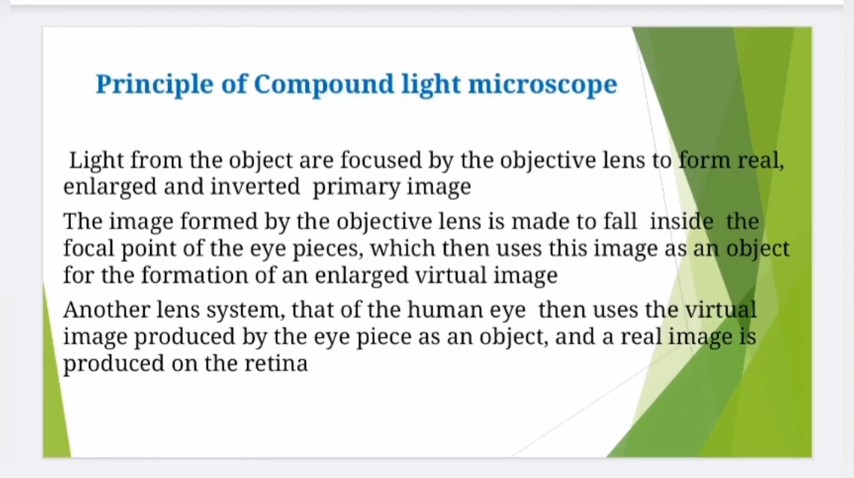 Principle of Compound light microscope
Light from the object are focused by the objective lens to form real,
enlarged and inverted primary image
The image formed by the objective lens is made to fall inside the
focal point of the eye pieces, which then uses this image as an object
for the formation of an enlarged virtual image
Another lens system, that of the human eye then uses the virtual
image produced by the eye piece as an object, and a real image is
produced on the retina